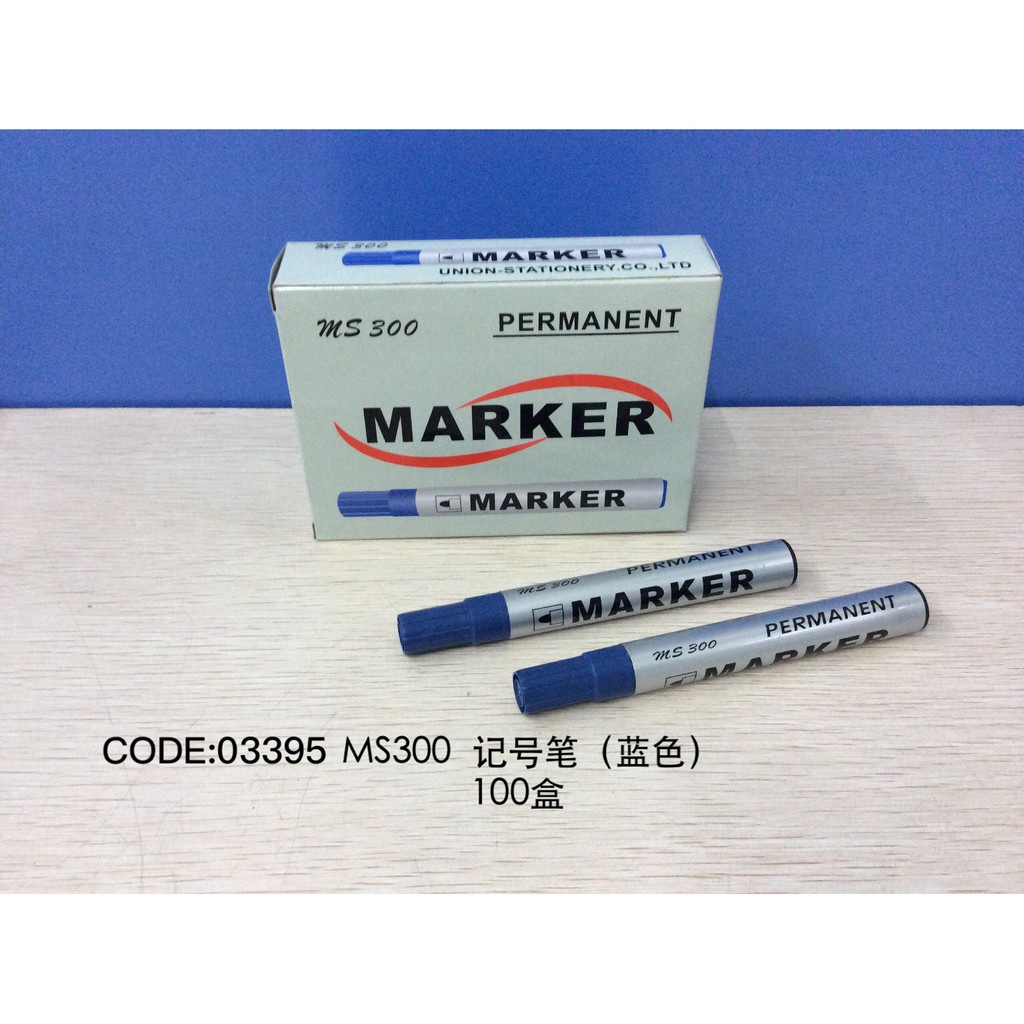 MS 300 MARKER
UNION-STATIONERY.CO.,LTD
MS 300 PERMANENT
MARKER
MARKER
MS 300 PERMANENT
MARKER
MS 300 PERMANENT
MARKER
CODE:03395 MS300 记号笔（蓝色）
100盒